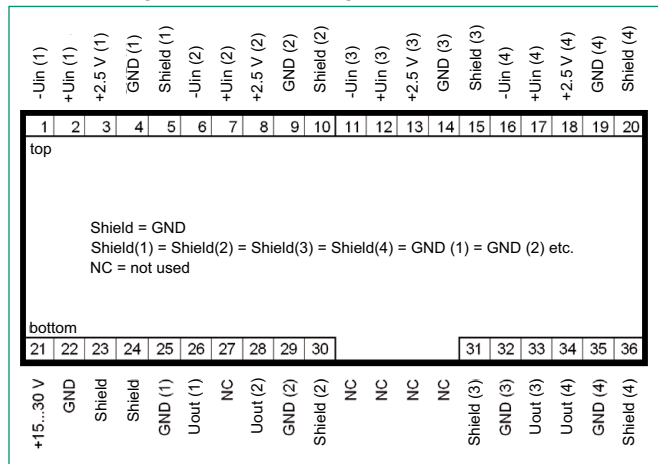 -Uin (1) +Uin (1) +2.5 V (1) GND (1) Shield (1) -Uin (2) +Uin (2) +2.5 V (2) GND (2) Shield (2) -Uin (3) +Uin (3) +2.5 V (3) GND (3) Shield (3) -Uin (4) +Uin (4) +2.5 V (4) GND (4) Shield (4)
1 2 3 4 5 6 7 8 9 10 11 12 13 14 15 16 17 18 19 20
top
Shield = GND
Shield(1) = Shield(2) = Shield(3) = Shield(4) = GND (1) = GND (2) etc.
NC = not used
bottom
21 22 23 24 25 26 27 28 29 30 31 32 33 34 35 36
+15...30 V GND Shield Shield GND (1) Uout (1) NC Uout (2) GND (2) Shield (2) NC NC NC NC Shield (3) GND (3) Uout (3) Uout (4) GND (4) Shield (4)